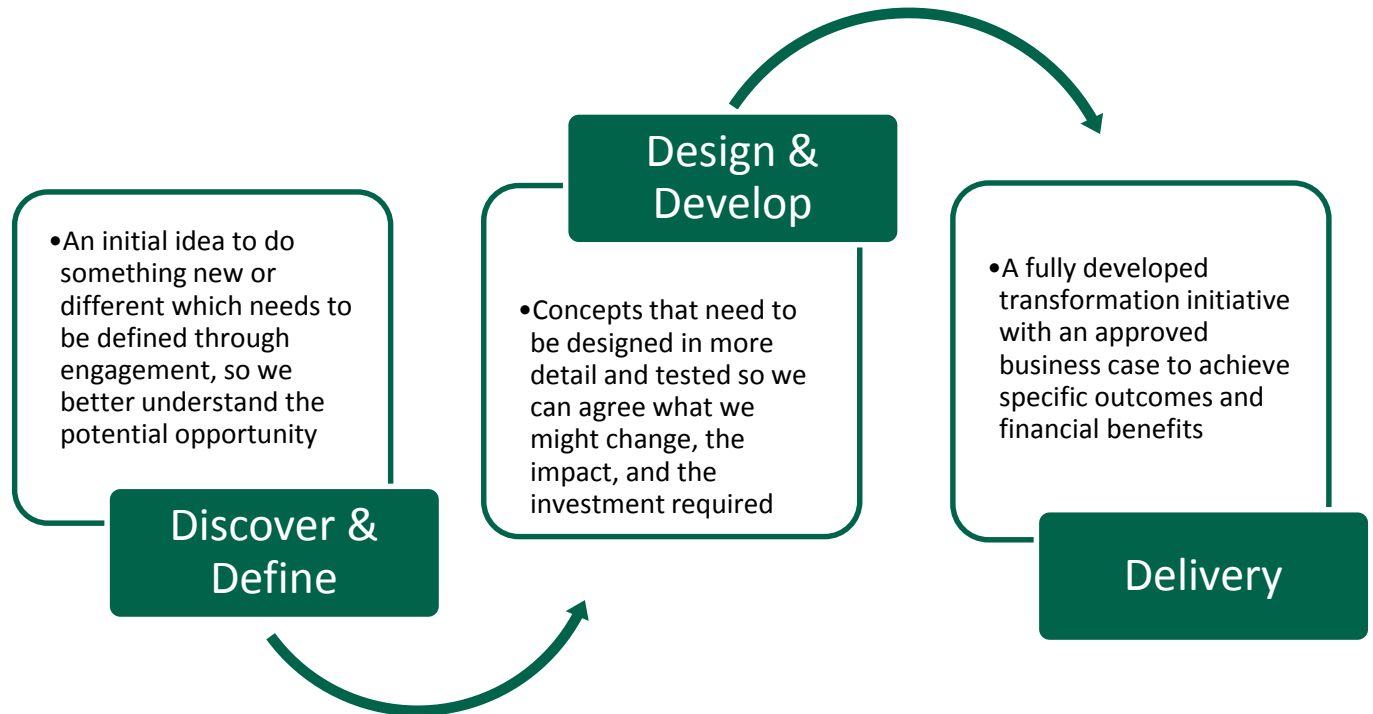 •An initial idea to do
something new or
different which needs to
be defined through
engagement, so we
better understand the
potential opportunity
Discover &
Define
Design &
Develop
•Concepts that need to
be designed in more
detail and tested so we
can agree what we
might change, the
impact, and the
investment required
•A fully developed
transformation initiative
with an approved
business case to achieve
specific outcomes and
financial benefits
Delivery